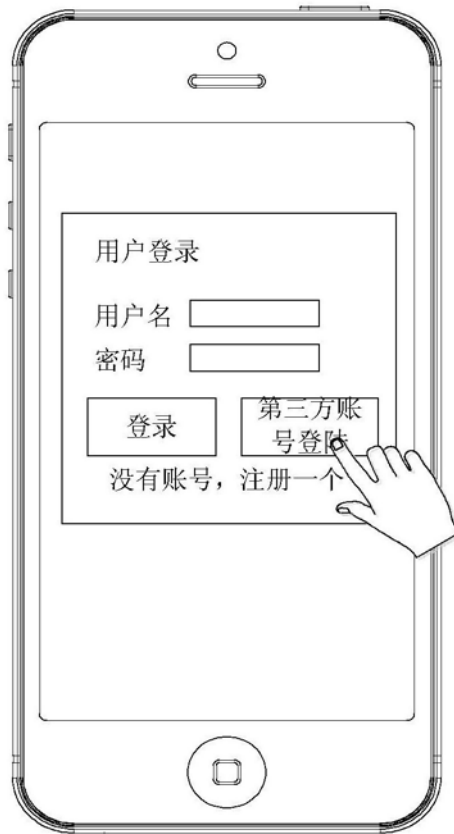 用户登录
用户名
密码
登录
第三方账
号登陆
没有账号，注册一个